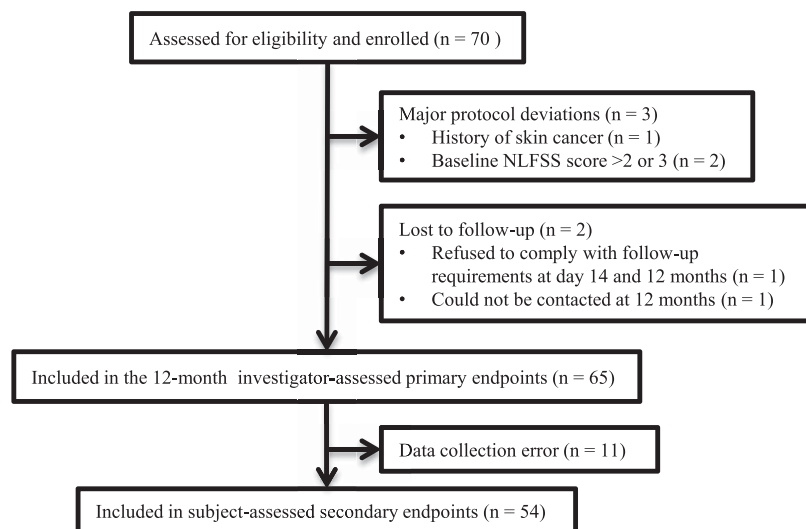 Assessed for eligibility and enrolled (n = 70 )
Major protocol deviations (n = 3)
• History of skin cancer (n = 1)
• Baseline NLFSS score >2 or 3 (n = 2)
Lost to follow-up (n = 2)
• Refused to comply with follow-up
requirements at day 14 and 12 months (n = 1)
• Could not be contacted at 12 months (n = 1)
Included in the 12-month investigator-assessed primary endpoints (n = 65)
Data collection error (n = 11)
Included in subject-assessed secondary endpoints (n = 54)